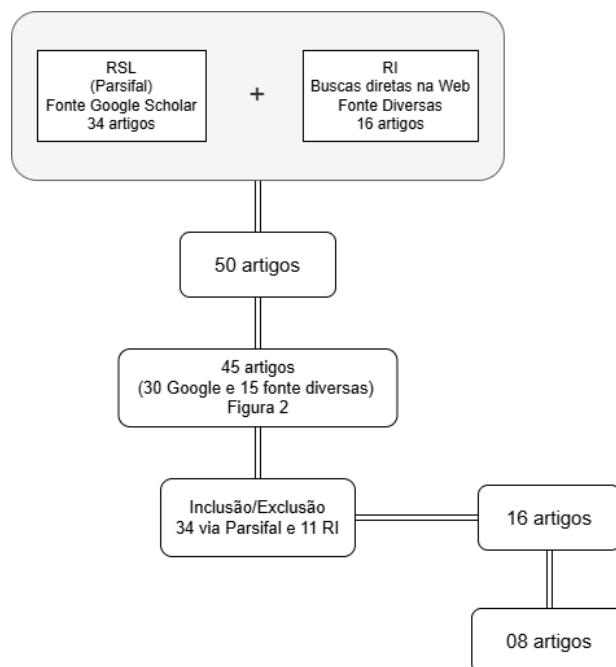 RSL
(Parsifal)
Fonte Google Scholar
34 artigos
+
RI
Buscas diretas na Web
Fonte Diversas
16 artigos
50 artigos
45 artigos
(30 Google e 15 fonte diversas)
Figura 2
Inclusão/Exclusão
34 via Parsifal e 11 RI
16 artigos
08 artigos